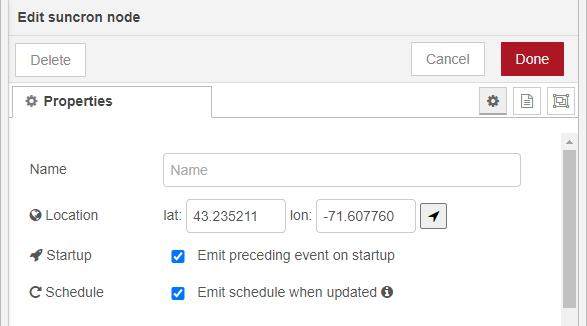 Edit suncron node
Delete Cancel Done
Properties
Name Name
Location lat: 43.235211 lon: -71.607760
Startup Emit preceding event on startup
Schedule Emit schedule when updated